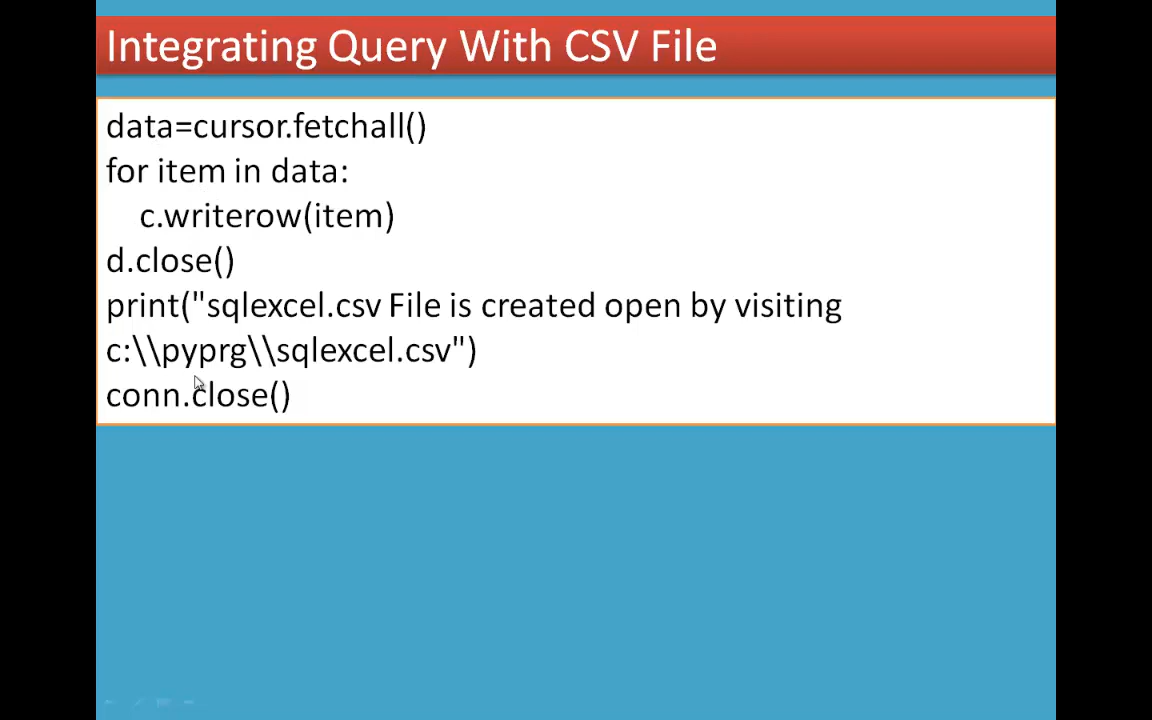 Integrating Query With CSV File
data=cursor.fetchall()
for item in data:
    c.writerow(item)
d.close()
print("sqlexcel.csv File is created open by visiting
c:\\pyprg\\sqlexcel.csv")
conn.close()